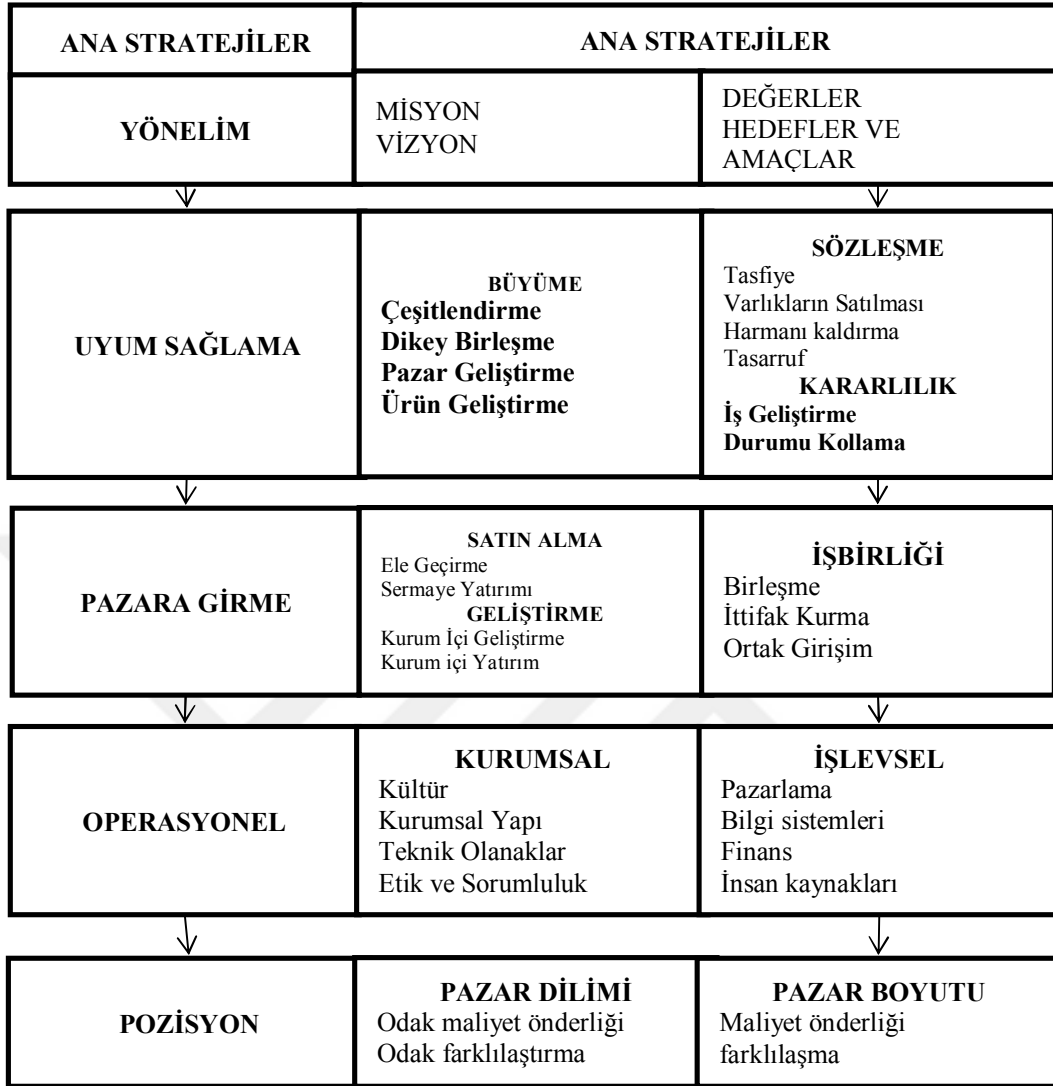 ANA STRATEJİLER
ANA STRATEJİLER
YÖNELİM
MİSYON
VİZYON
DEĞERLER
HEDEFLER VE
AMAÇLAR
UYUM SAĞLAMA
BÜYÜME
Çeşitlendirme
Dikey Birleşme
Pazar Geliştirme
Ürün Geliştirme
SÖZLEŞME
Tasfiye
Varlıkların Satılması
Harmanı kaldırma
Tasarruf
KARARLILIK
İş Geliştirme
Durumu Kollama
PAZARA GİRME
SATIN ALMA
Ele Geçirme
Sermaye Yatırımı
GELİŞTİRME
Kurum İçi Geliştirme
Kurum içi Yatırım
İŞBİRLİĞİ
Birleşme
İttifak Kurma
Ortak Girişim
OPERASYONEL
KURUMSAL
Kültür
Kurumsal Yapı
Teknik Olanaklar
Etik ve Sorumluluk
İŞLEVSEL
Pazarlama
Bilgi sistemleri
Finans
İnsan kaynakları
POZİSYON
PAZAR DİLİMİ
Odak maliyet önderliği
Odak farklılaştırma
PAZAR BOYUTU
Maliyet önderliği
farklılaşma